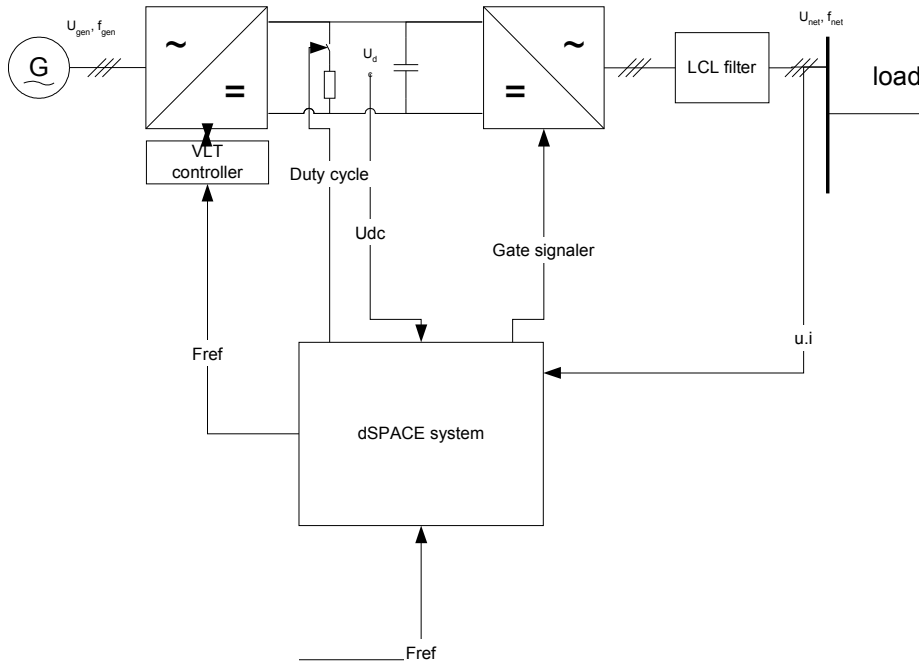 U_gen, f_gen
U_net, f_net
G
~
=
U_d
=
~
LCL filter
load
VLT
controller
Duty cycle
Udc
Gate signaler
Fref
u.i
dSPACE system
Fref